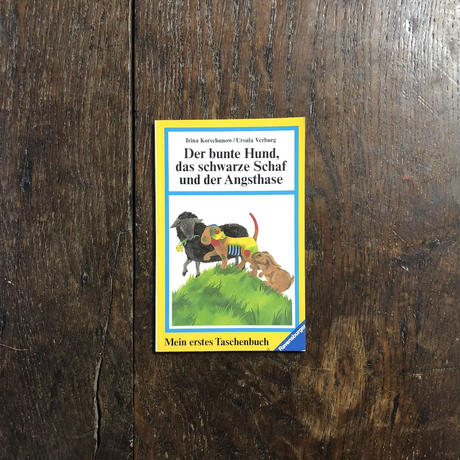 Irina Korschunow/Ursula Verburg
Der bunte Hund,
das schwarze Schaf
und der Angsthase
Mein erstes Taschenbuch
Ravensburger